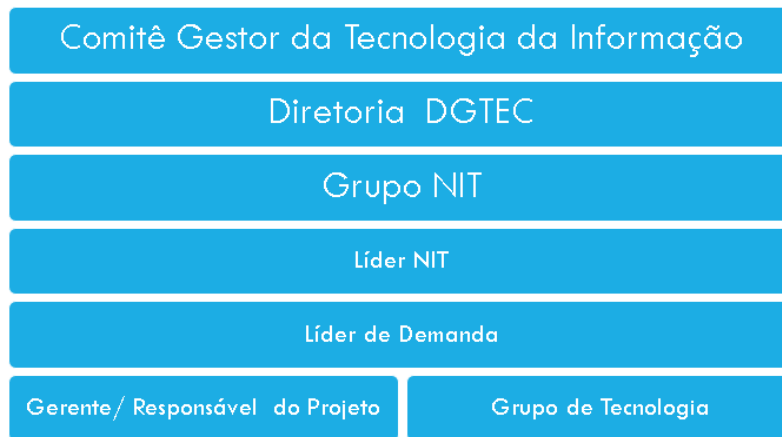 Comitê Gestor da Tecnologia da Informação
Diretoria DGTEC
Grupo NIT
Líder NIT
Líder de Demanda
Gerente/ Responsável do Projeto
Grupo de Tecnologia